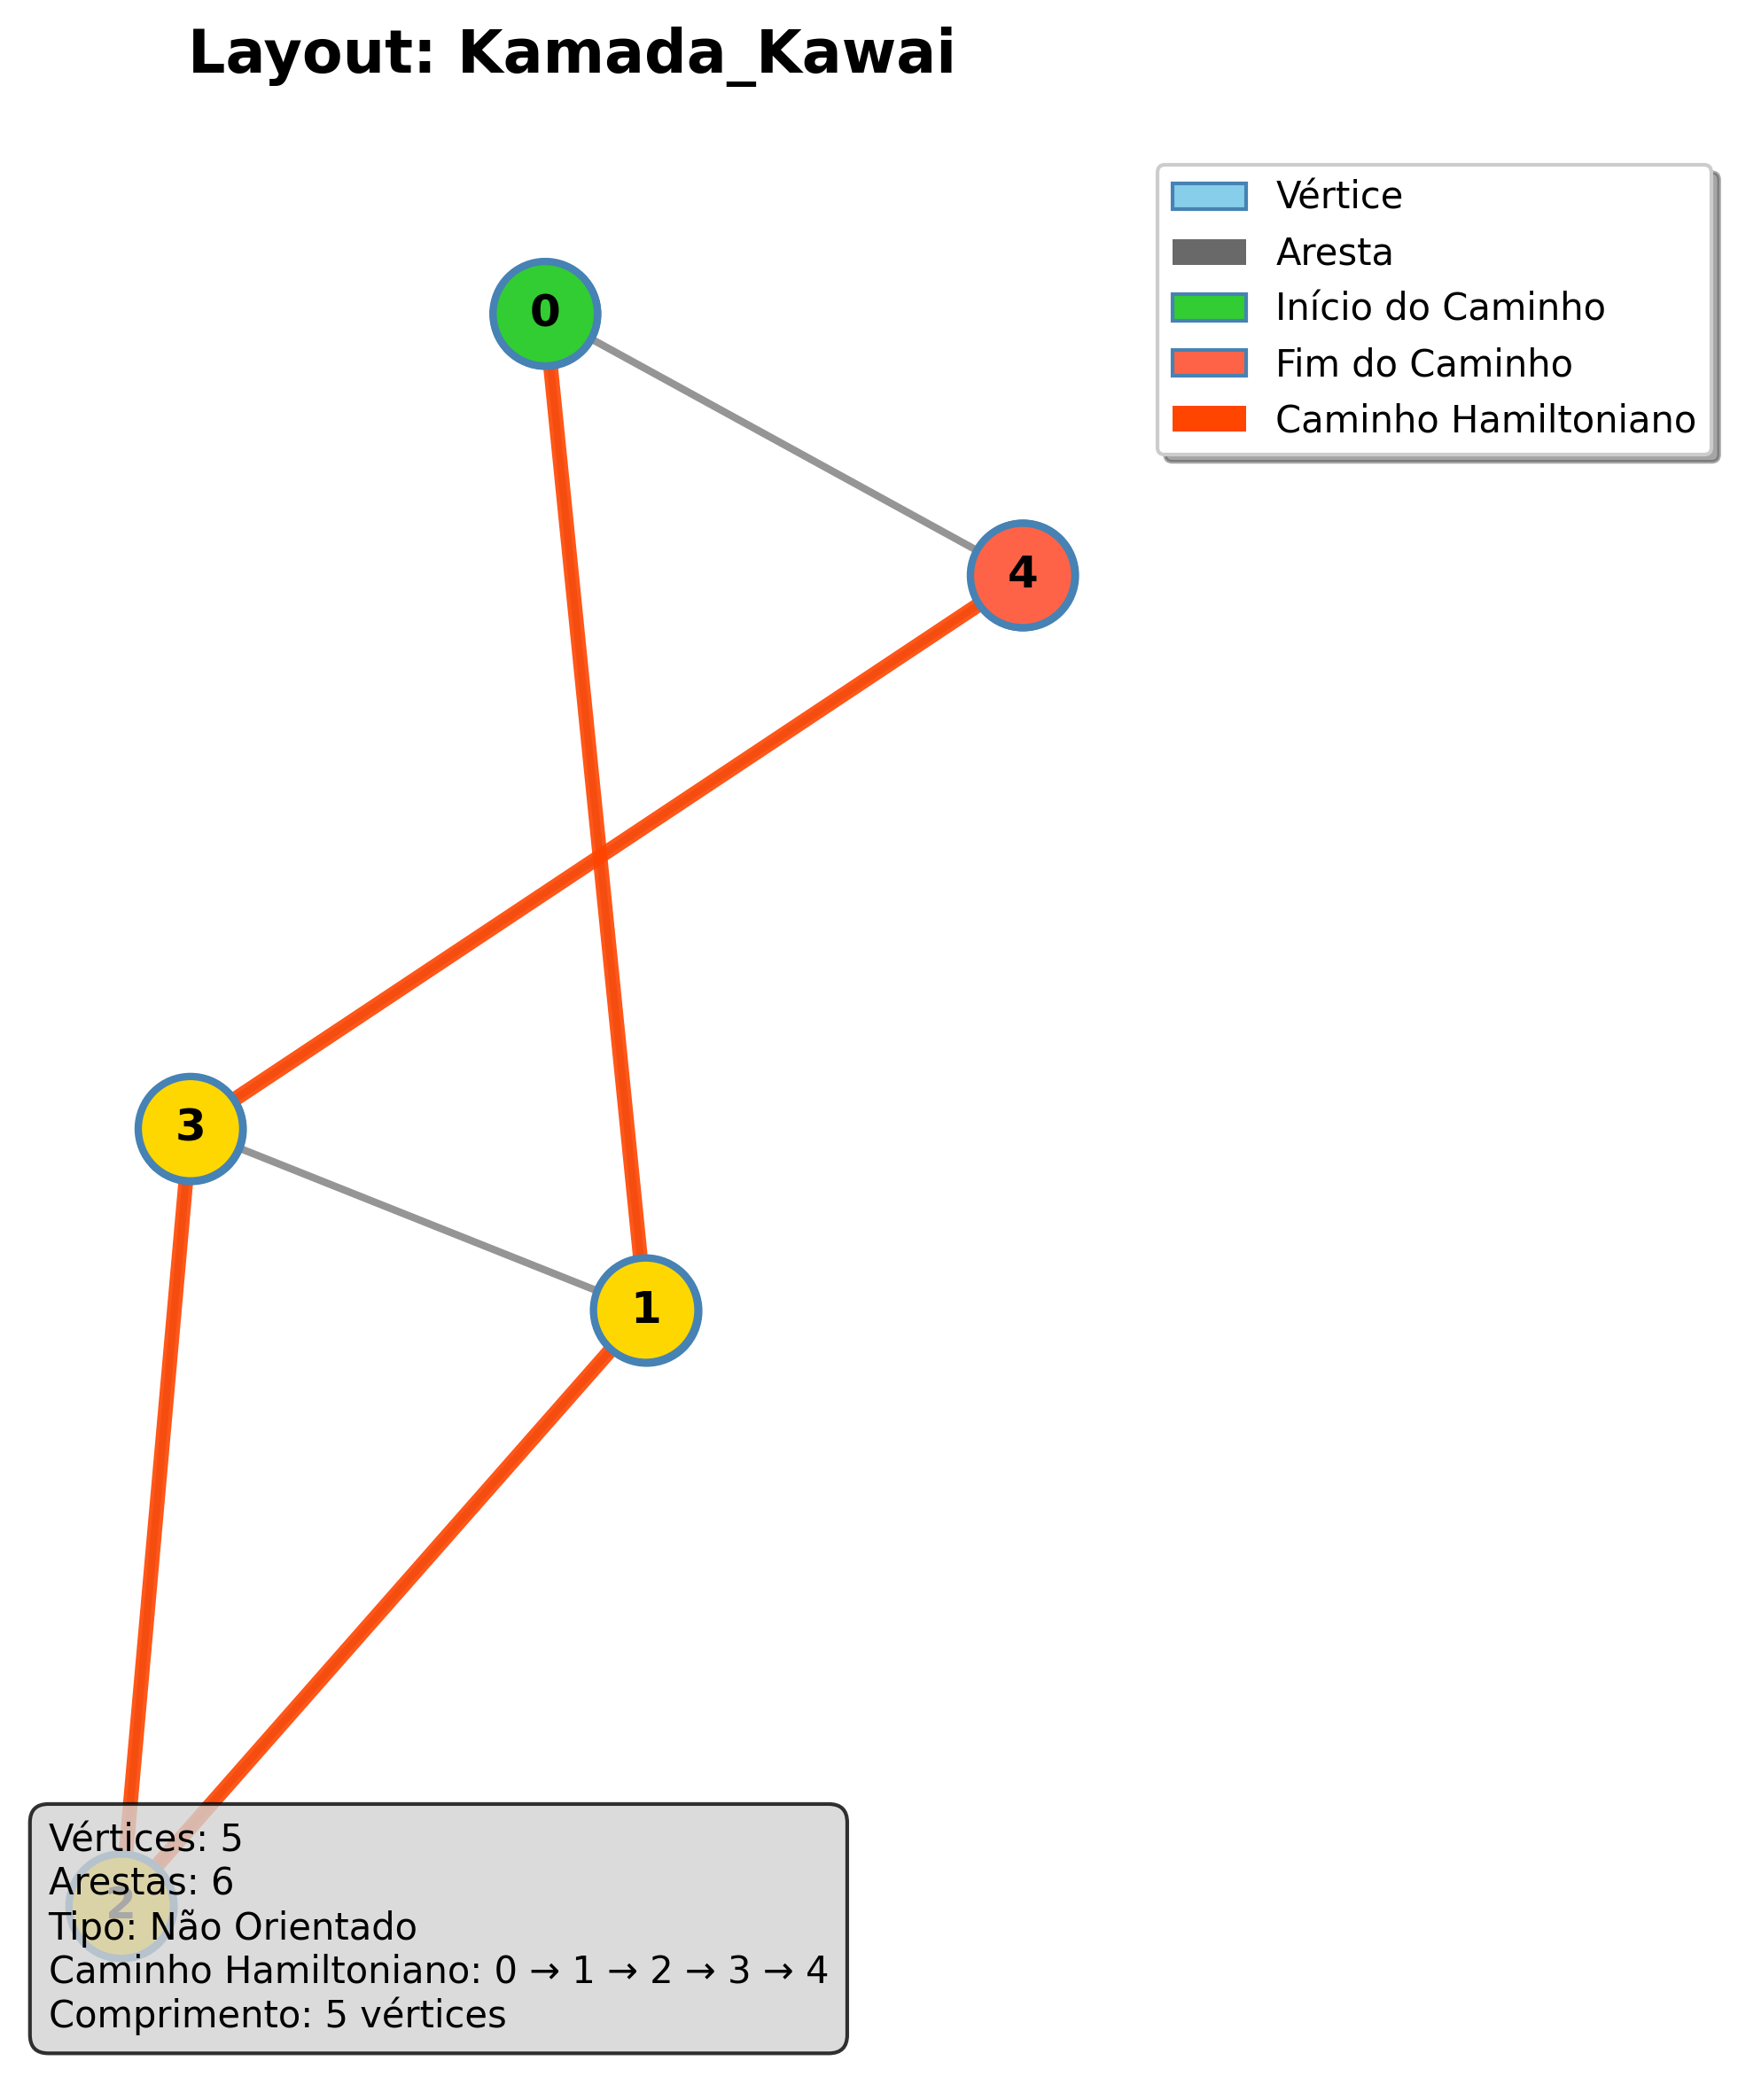 Layout: Kamada_Kawai
Vértice
Aresta
Início do Caminho
Fim do Caminho
Caminho Hamiltoniano
0
4
3
1
2
Vértices: 5
Arestas: 6
Tipo: Não Orientado
Caminho Hamiltoniano: 0 → 1 → 2 → 3 → 4
Comprimento: 5 vértices